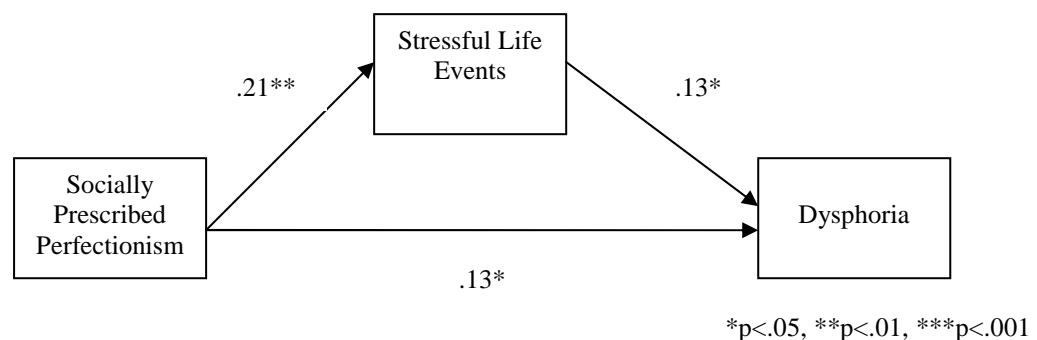 Stressful Life
Events
.21**
.13*
Socially
Prescribed
Perfectionism
Dysphoria
.13*
*p<.05, **p<.01, ***p<.001